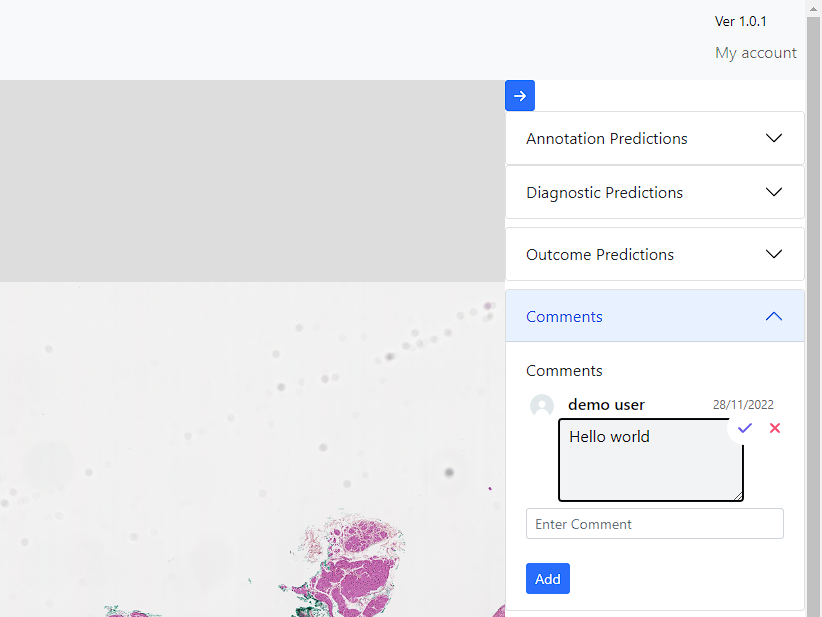 Ver 1.0.1
My account
Annotation Predictions
Diagnostic Predictions
Outcome Predictions
Comments
Comments
demo user 28/11/2022
Hello world
Enter Comment
Add